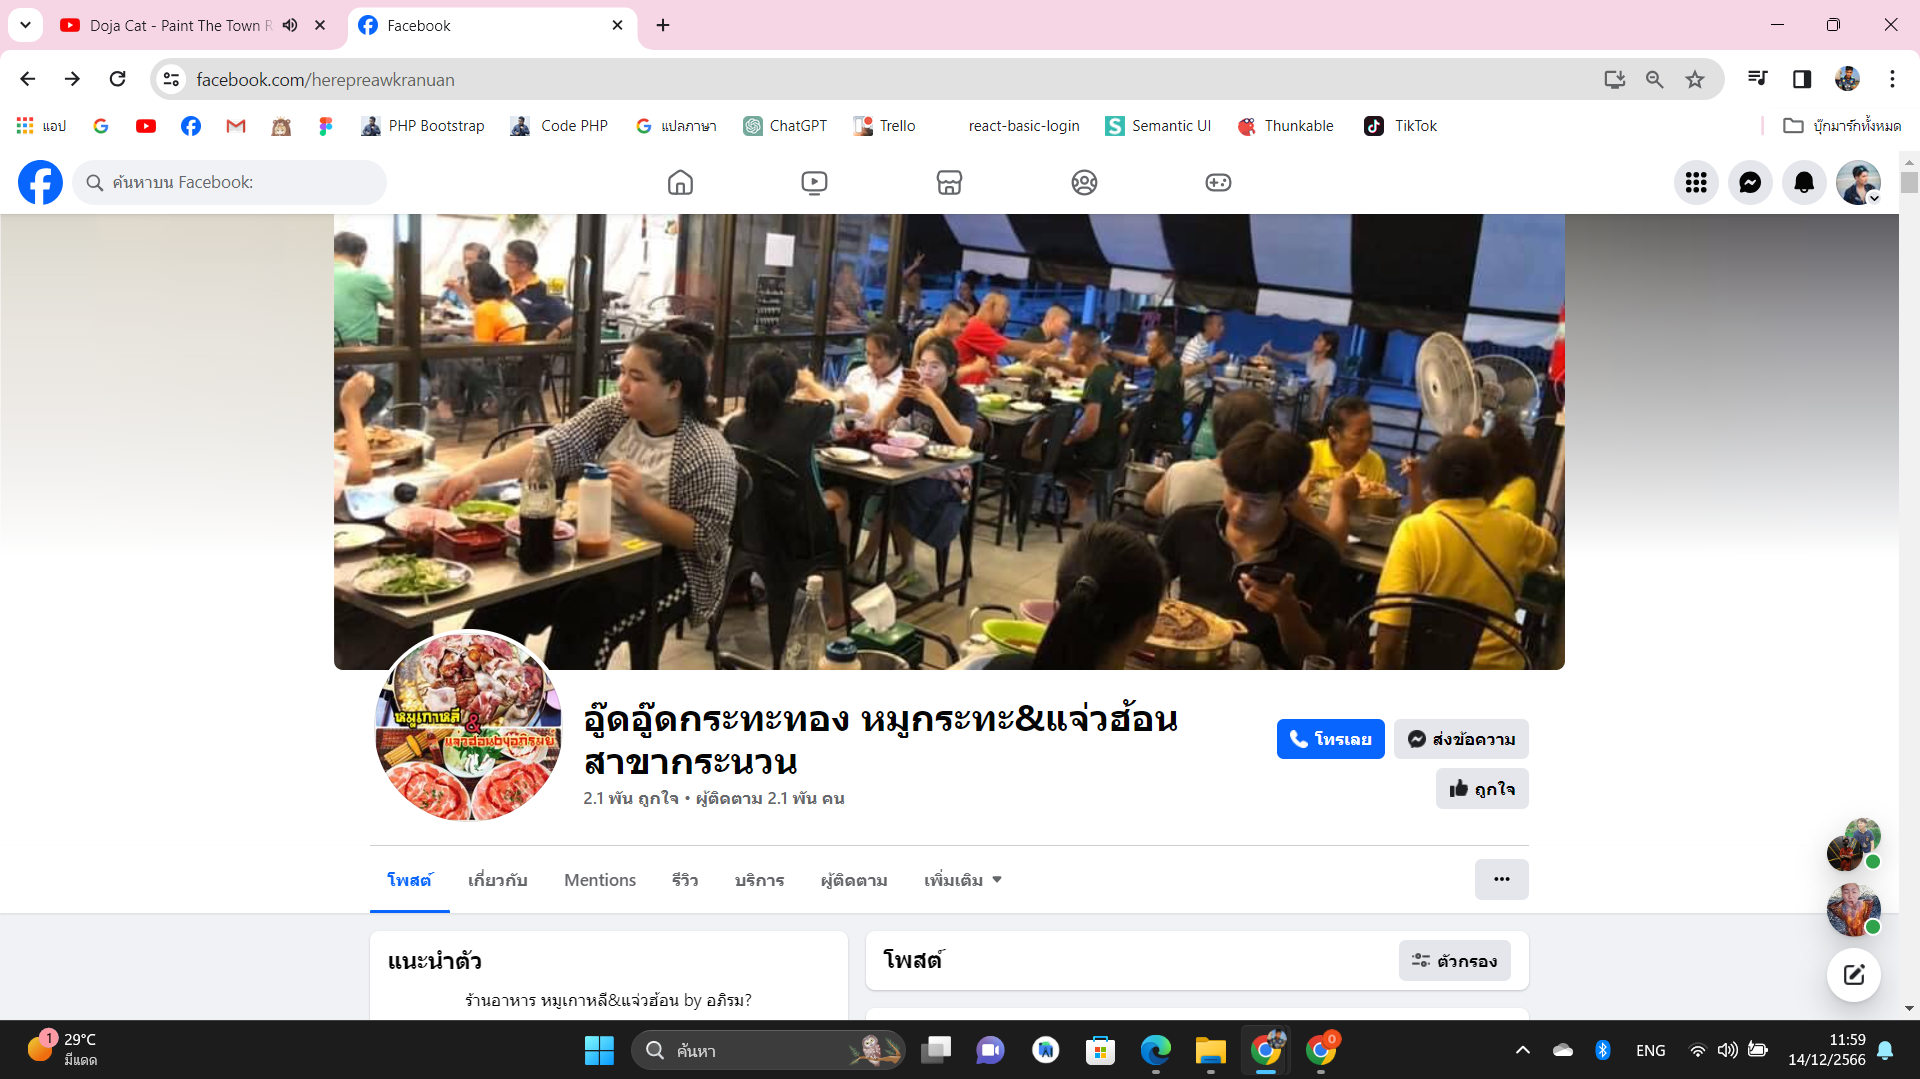 Doja Cat - Paint The Town R
Facebook
facebook.com/herepreawkranuan
แอป
PHP Bootstrap
Code PHP
แปลภาษา
ChatGPT
Trello
react-basic-login
Semantic UI
Thunkable
TikTok
บุ๊กมาร์กทั้งหมด
ค้นหาบน Facebook:
หมูเกาหลี
&
แจ่วฮ้อนbyอภิรมย์
อู๊ดอู๊ดกระทะทอง หมูกระทะ&แจ่วฮ้อน
สาขากระนวน
2.1 พัน ถูกใจ • ผู้ติดตาม 2.1 พัน คน
โทรเลย
ส่งข้อความ
ถูกใจ
โพสต์
เกี่ยวกับ
Mentions
รีวิว
บริการ
ผู้ติดตาม
เพิ่มเติม
แนะนำตัว
ร้านอาหาร หมูเกาหลี&แจ่วฮ้อน by อภิรม?
โพสต์
ตัวกรอง
1
29°C
มีแดด
ค้นหา
0
ENG
11:59
14/12/2566